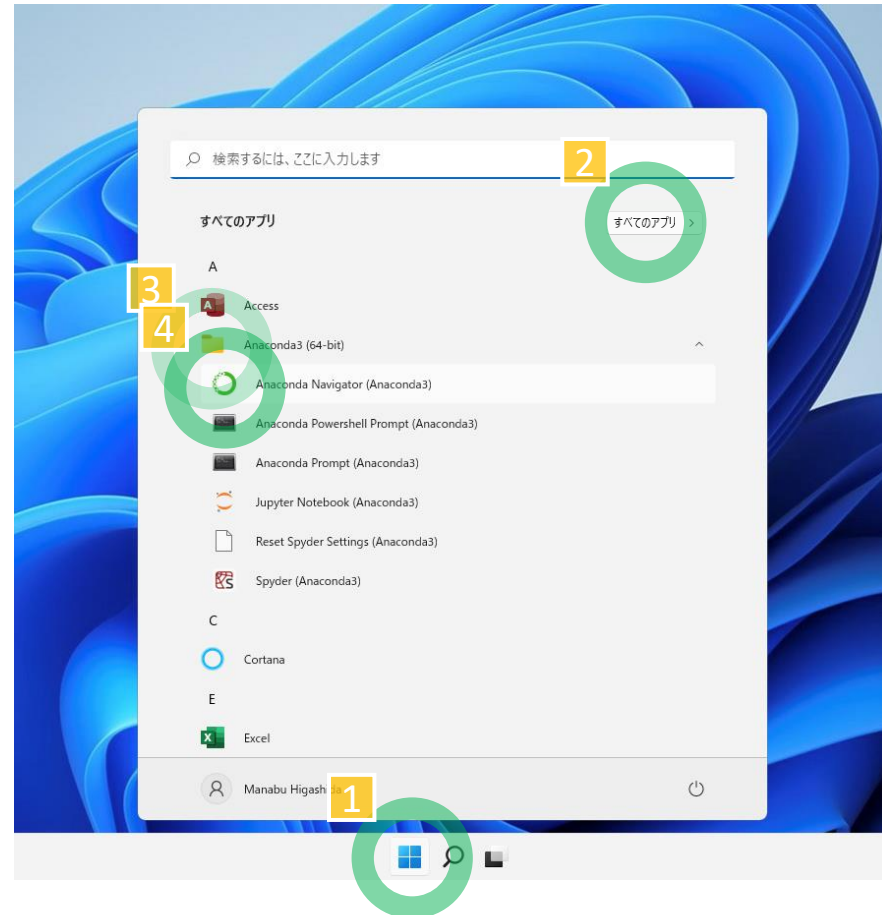 検索するには、ここに入力します
2
すべてのアプリ
すべてのアプリ
A
3
Access
4
Anaconda3 (64-bit)
Anaconda Navigator (Anaconda3)
Anaconda Powershell Prompt (Anaconda3)
Anaconda Prompt (Anaconda3)
Jupyter Notebook (Anaconda3)
Reset Spyder Settings (Anaconda3)
Spyder (Anaconda3)
C
Cortana
E
Excel
Manabu Higashida
1